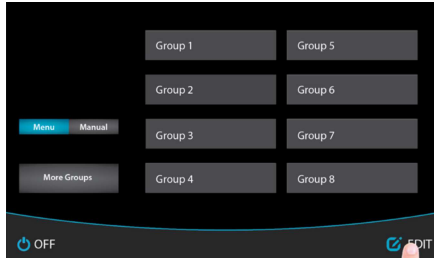 Group 1 Group 5
Group 2 Group 6
Menu Manual
Group 3 Group 7
More Groups
Group 4 Group 8
OFF
EDIT